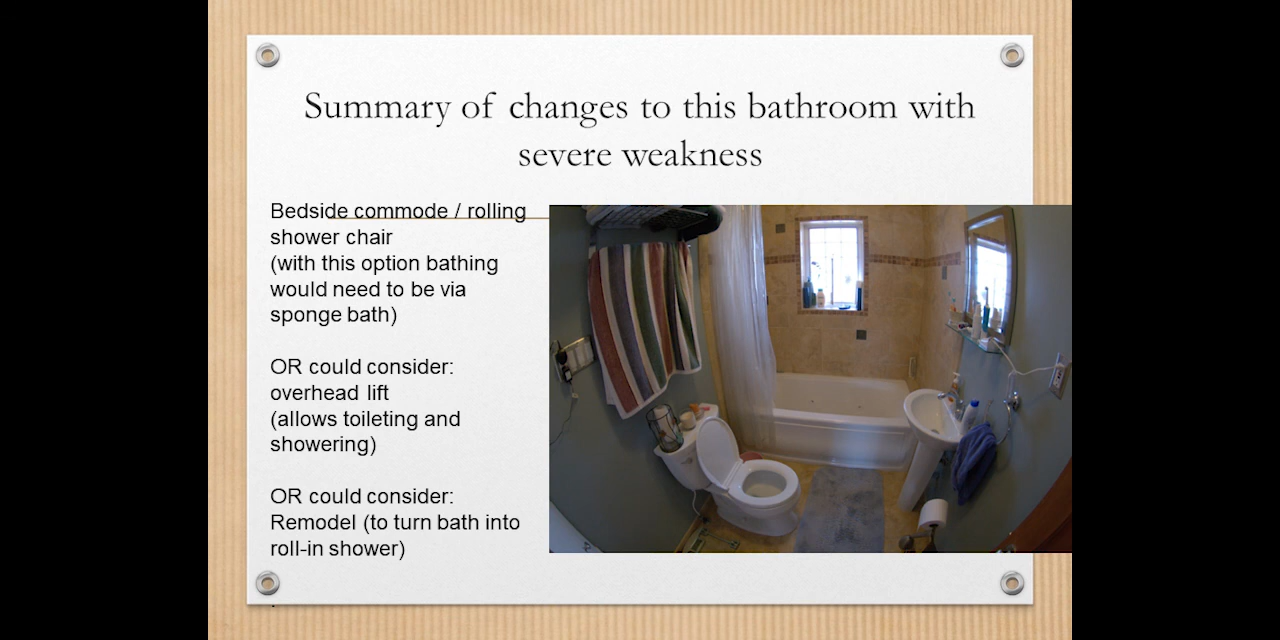 Summary of changes to this bathroom with
severe weakness
Bedside commode / rolling
shower chair
(with this option bathing
would need to be via
sponge bath)
OR could consider:
overhead lift
(allows toileting and
showering)
OR could consider:
Remodel (to turn bath into
roll-in shower)
.